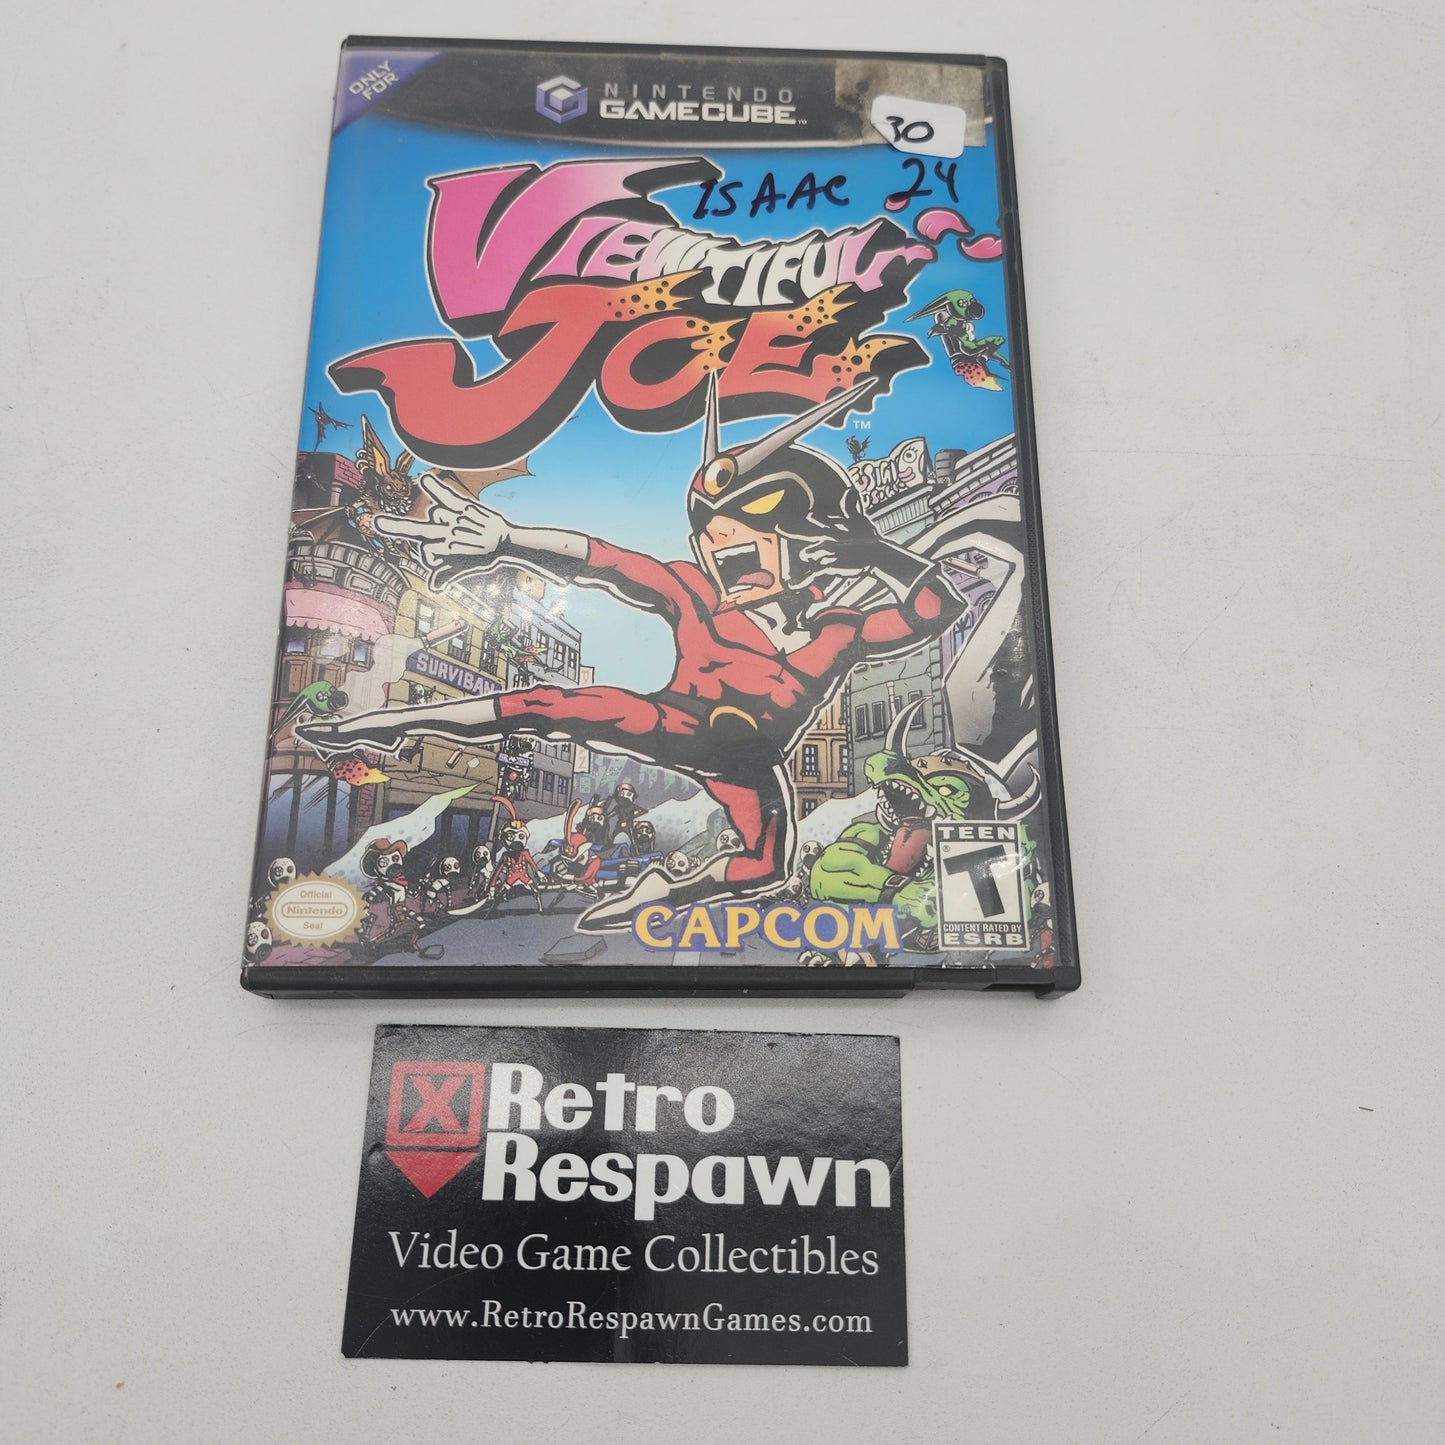 ONLY
FOR
NINTENDO
GAMECUBE™
30
ISAAC 24
VIEWTIFUL
JOE
TM
SURVIBAN
TEEN
®
T
CONTENT RATED BY
ESRB
Official
Nintendo
Seal
CAPCOM
X
Retro
Respawn
Video Game Collectibles
www.RetroRespawnGames.com